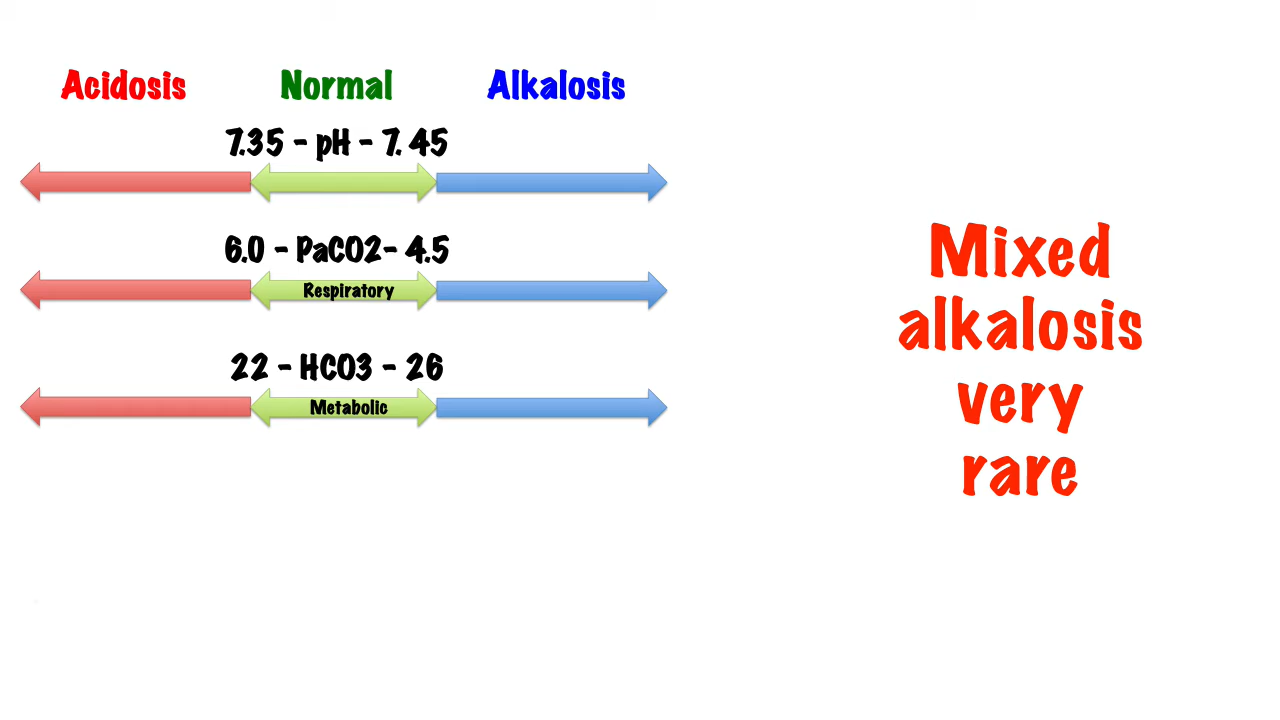 Acidosis Normal Alkalosis
7.35 - pH - 7. 45
6.0 - PaCO2- 4.5
Respiratory
22 - HCO3 - 26
Metabolic
Mixed
alkalosis
very
rare